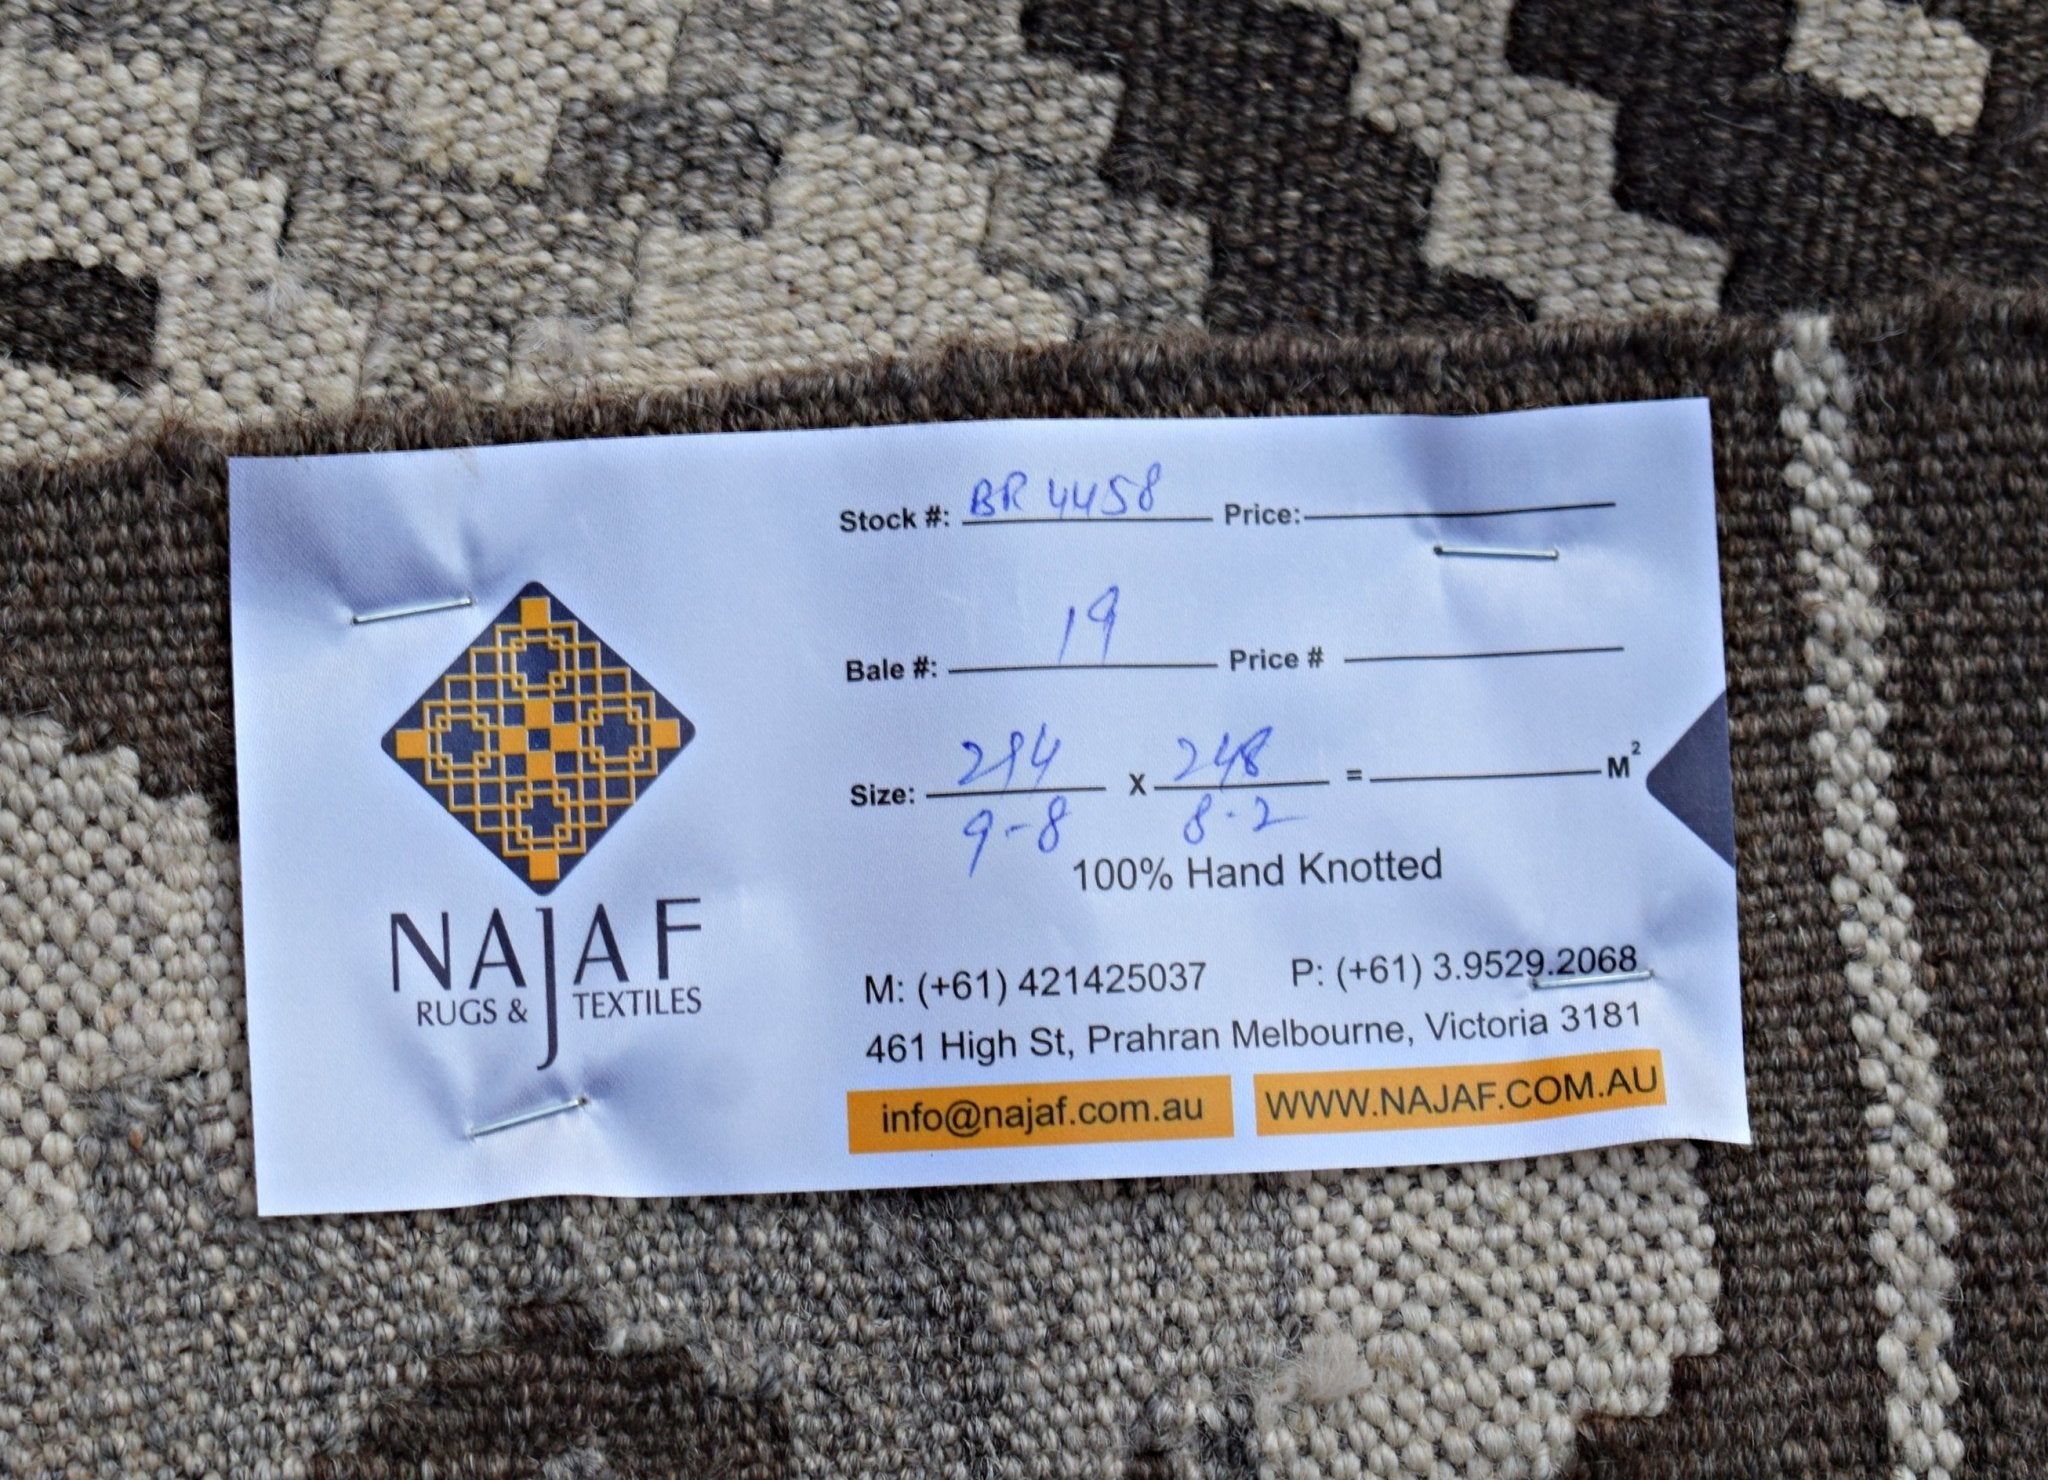 Stock #: BR 4458 Price:
Bale #: 19 Price #
Size: 294 X 248 = M²
9-8 8.2
100% Hand Knotted
NAJAF
RUGS & TEXTILES
M: (+61) 421425037 P: (+61) 3.9529.2068
461 High St, Prahran Melbourne, Victoria 3181
info@najaf.com.au WWW.NAJAF.COM.AU